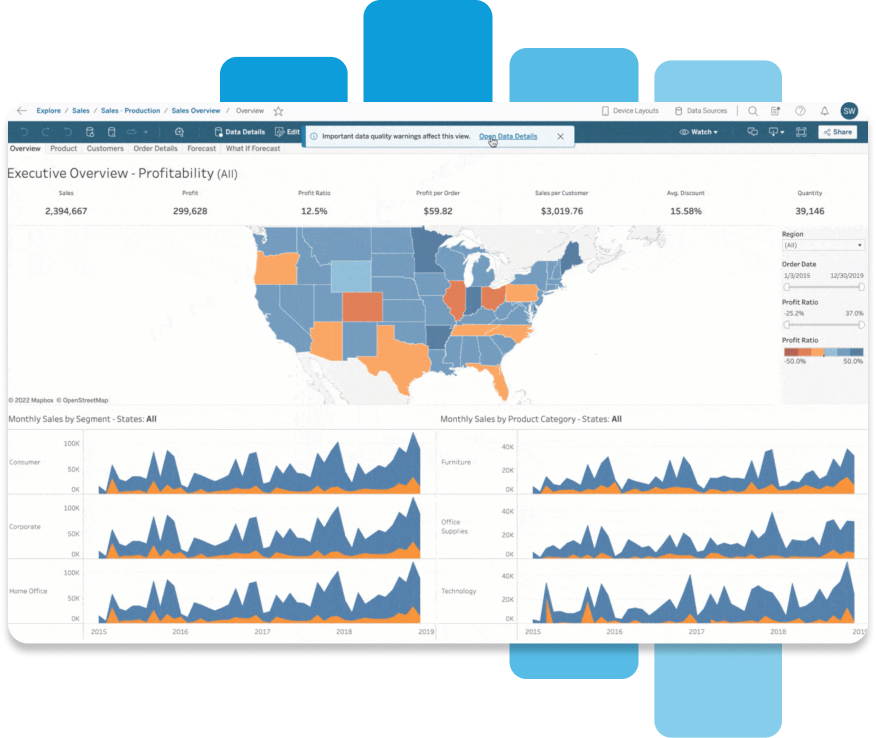 Explore / Sales / Sales - Production / Sales Overview / Overview
Device Layouts Data Sources SW
Data Details Edit
Important data quality warnings affect this view. Open Data Details
Watch Share
Overview Product Customers Order Details Forecast What If Forecast
Executive Overview - Profitability (All)
Sales Profit Profit Ratio Profit per Order Sales per Customer Avg. Discount Quantity
2,394,667 299,628 12.5% $59.82 $3,019.76 15.58% 39,146
Region
(All)
Order Date
1/3/2015 12/30/2019
Profit Ratio
-25.2% 37.0%
Profit Ratio
-50.0% 50.0%
© 2022 Mapbox © OpenStreetMap
Monthly Sales by Segment - States: All
Consumer
100K
50K
0K
Corporate
100K
50K
0K
Home Office
100K
50K
0K
2015 2016 2017 2018 2019
Monthly Sales by Product Category - States: All
Furniture
40K
20K
0K
Office
Supplies
40K
20K
0K
Technology
40K
20K
0K
2015 2016 2017 2018 2019